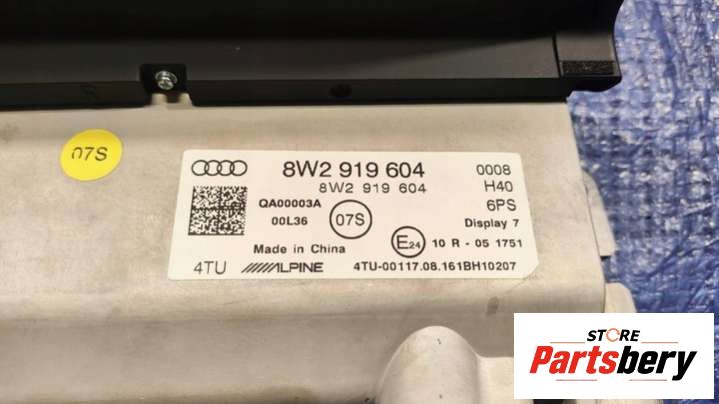 07S
8W2 919 604
0008
8W2 919 604
H40
QA00003A
6PS
00L36
07S
Display 7
Made in China
E24
10 R - 05 1751
4TU
ALPINE
4TU-00117.08.161BH10207
STORE
Partsbery